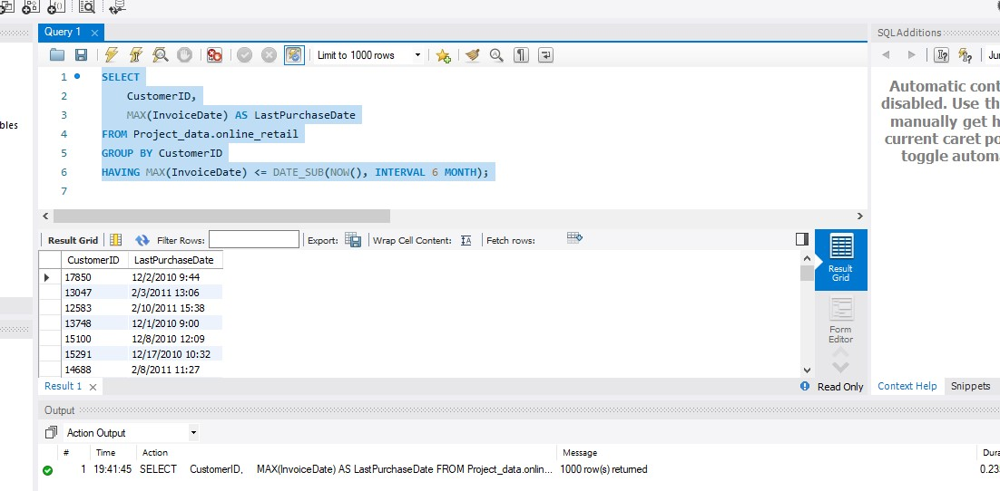 Query 1
SQLAdditions
Limit to 1000 rows
Ju
1 SELECT
2 CustomerID,
3 MAX(InvoiceDate) AS LastPurchaseDate
4 FROM Project_data.online_retail
5 GROUP BY CustomerID
6 HAVING MAX(InvoiceDate) <= DATE_SUB(NOW(), INTERVAL 6 MONTH);
7
bles
Automatic cont
disabled. Use th
manually get h
current caret po
toggle autom
Result Grid Filter Rows: Export: Wrap Cell Content: Fetch rows:
CustomerID LastPurchaseDate
17850 12/2/2010 9:44
13047 2/3/2011 13:06
12583 2/10/2011 15:38
13748 12/1/2010 9:00
15100 12/8/2010 12:09
15291 12/17/2010 10:32
14688 2/8/2011 11:27
Result
Grid
Form
Editor
Result 1
Read Only
Context Help Snippets
Output
Action Output
# Time Action Message Dura
1 19:41:45 SELECT CustomerID, MAX(InvoiceDate) AS LastPurchaseDate FROM Project_data.onlin... 1000 row(s) returned 0.23